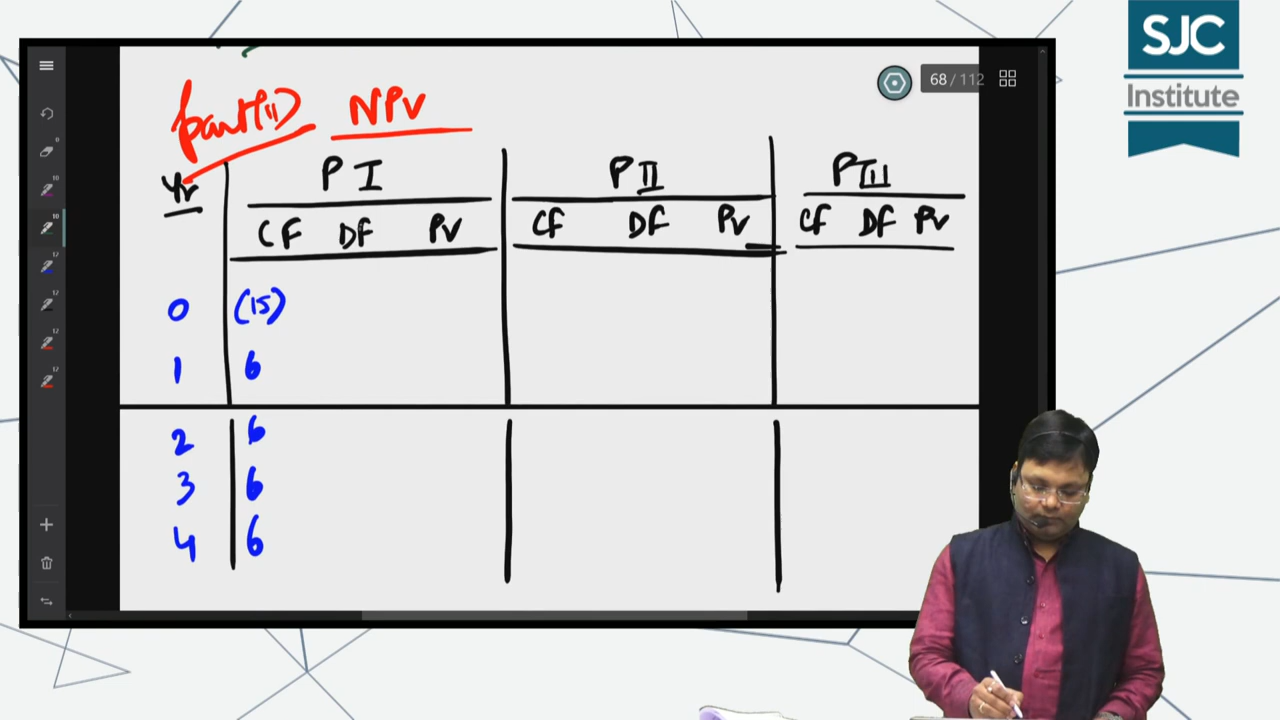 SJC
Institute
68 / 112
part(ii) NPV
Yr P I P II P III
CF DF PV CF DF PV CF DF PV
0 (15)
1 6
2 6
3 6
4 6